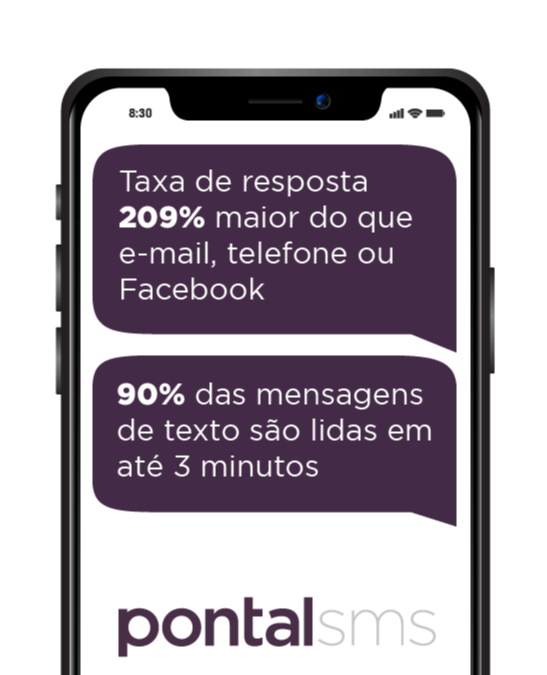 8:30
Taxa de resposta
209% maior do que
e-mail, telefone ou
Facebook
90% das mensagens
de texto são lidas em
até 3 minutos
pontalsms